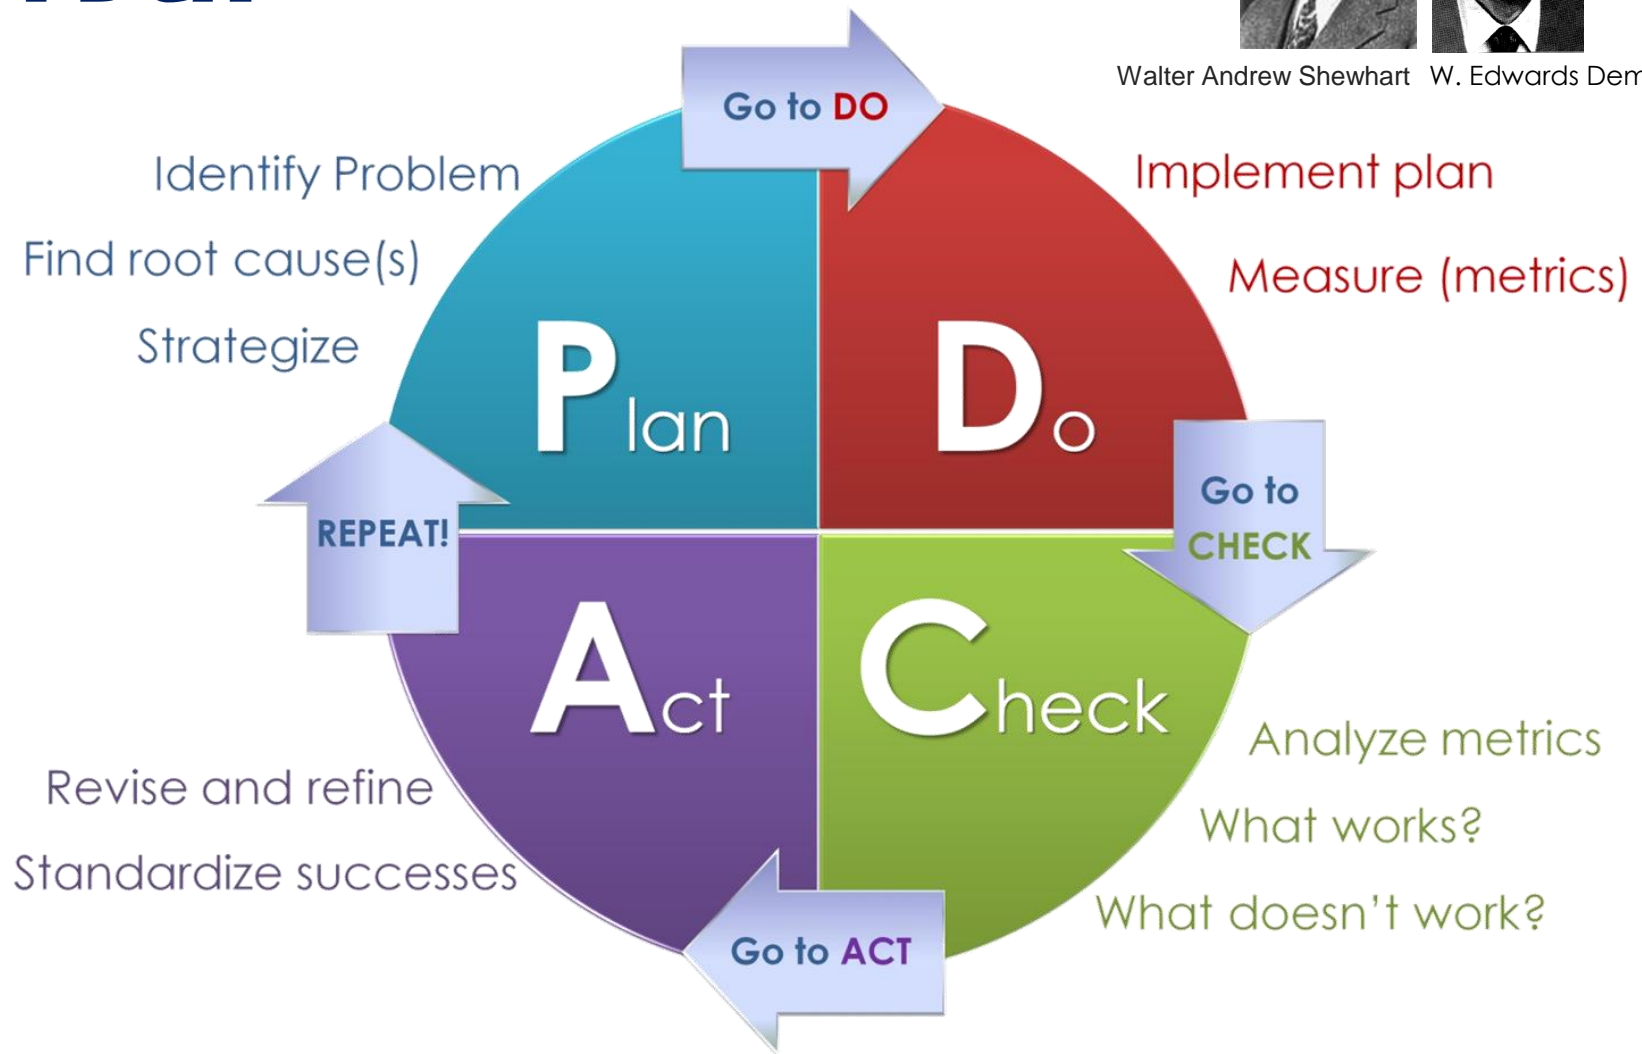 Walter Andrew Shewhart W. Edwards
Go to DO
Identify Problem
Find root cause(s)
Strategize
Implement plan
Measure (metrics)
Plan
Do
REPEAT!
Go to
CHECK
Act
Check
Revise and refine
Standardize successes
Analyze metrics
What works?
What doesn't work?
Go to ACT